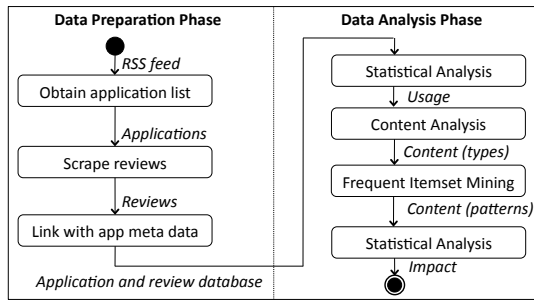 Data Preparation Phase
RSS feed
Obtain application list
Applications
Scrape reviews
Reviews
Link with app meta data
Application and review database
Data Analysis Phase
Statistical Analysis
Usage
Content Analysis
Content (types)
Frequent Itemset Mining
Content (patterns)
Statistical Analysis
Impact